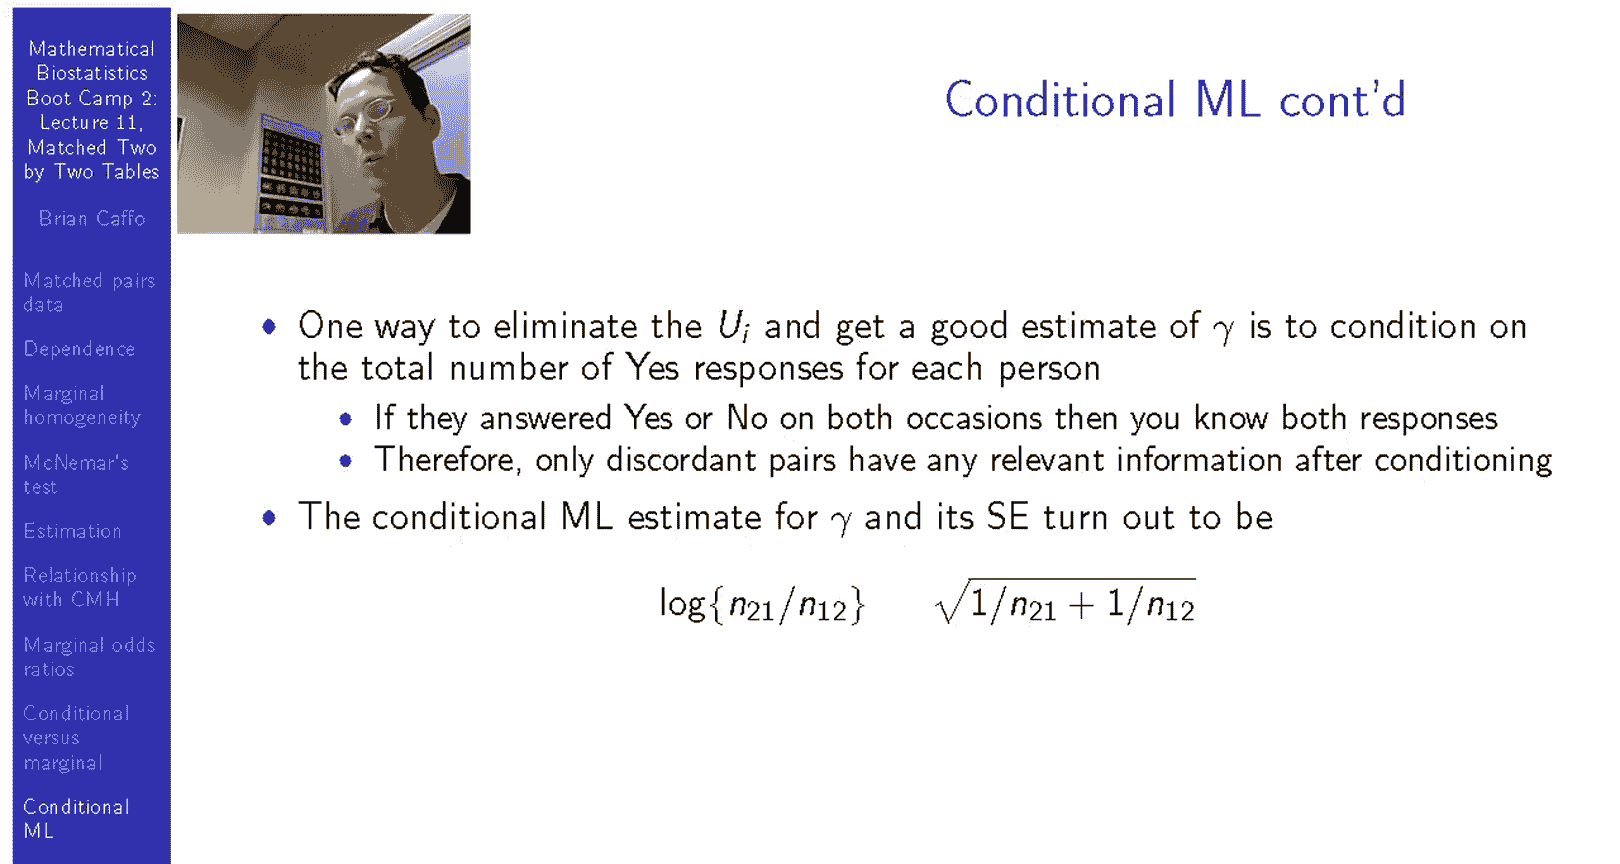 Mathematical
Biostatistics
Boot Camp 2:
Lecture 11,
Matched Two
by Two Tables
Brian Caffo
Matched pairs
data
Dependence
Marginal
homogeneity
McNemar's
test
Estimation
Relationship
with CMH
Marginal odds
ratios
Conditional
versus
marginal
Conditional
ML
Conditional ML cont'd
• One way to eliminate the U_i and get a good estimate of γ is to condition on
the total number of Yes responses for each person
• If they answered Yes or No on both occasions then you know both responses
• Therefore, only discordant pairs have any relevant information after conditioning
• The conditional ML estimate for γ and its SE turn out to be
log{n_21/n_12} √(1/n_21 + 1/n_12)